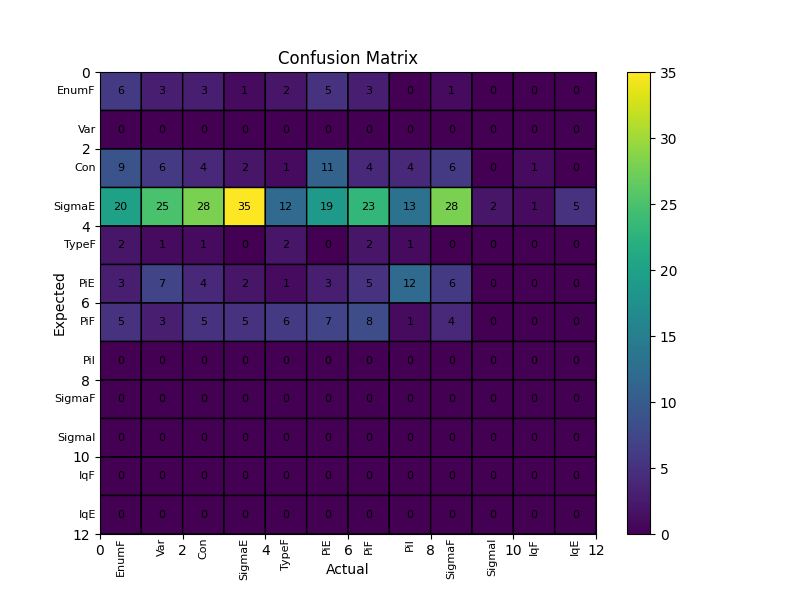 Confusion Matrix
0
EnumF 6 3 3 1 2 5 3 0 1 0 0 0
Var 0 0 0 0 0 0 0 0 0 0 0 0
2
Con 9 6 4 2 1 11 4 4 6 0 1 0
SigmaE 20 25 28 35 12 19 23 13 28 2 1 5
4
TypeF 2 1 1 0 2 0 2 1 0 0 0 0
PiE 3 7 4 2 1 3 5 12 6 0 0 0
6
PiF 5 3 5 5 6 7 8 1 4 0 0 0
PiI 0 0 0 0 0 0 0 0 0 0 0 0
8
SigmaF 0 0 0 0 0 0 0 0 0 0 0 0
SigmaI 0 0 0 0 0 0 0 0 0 0 0 0
10
IqF 0 0 0 0 0 0 0 0 0 0 0 0
IqE 0 0 0 0 0 0 0 0 0 0 0 0
12
Expected
0 2 4 6 8 10 12
EnumF Var Con SigmaE TypeF PiE PiF PiI SigmaF SigmaI IqF IqE
Actual
35
30
25
20
15
10
5
0